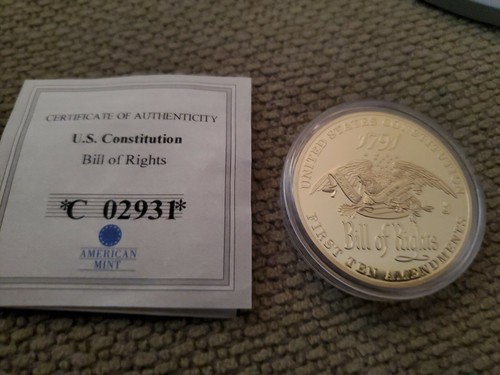 CERTIFICATE OF AUTHENTICITY
U.S. Constitution
Bill of Rights
*C 02931*
AMERICAN
MINT
UNITED STATES CONSTITUTION
1791
Bill of Rights
FIRST TEN AMENDMENTS